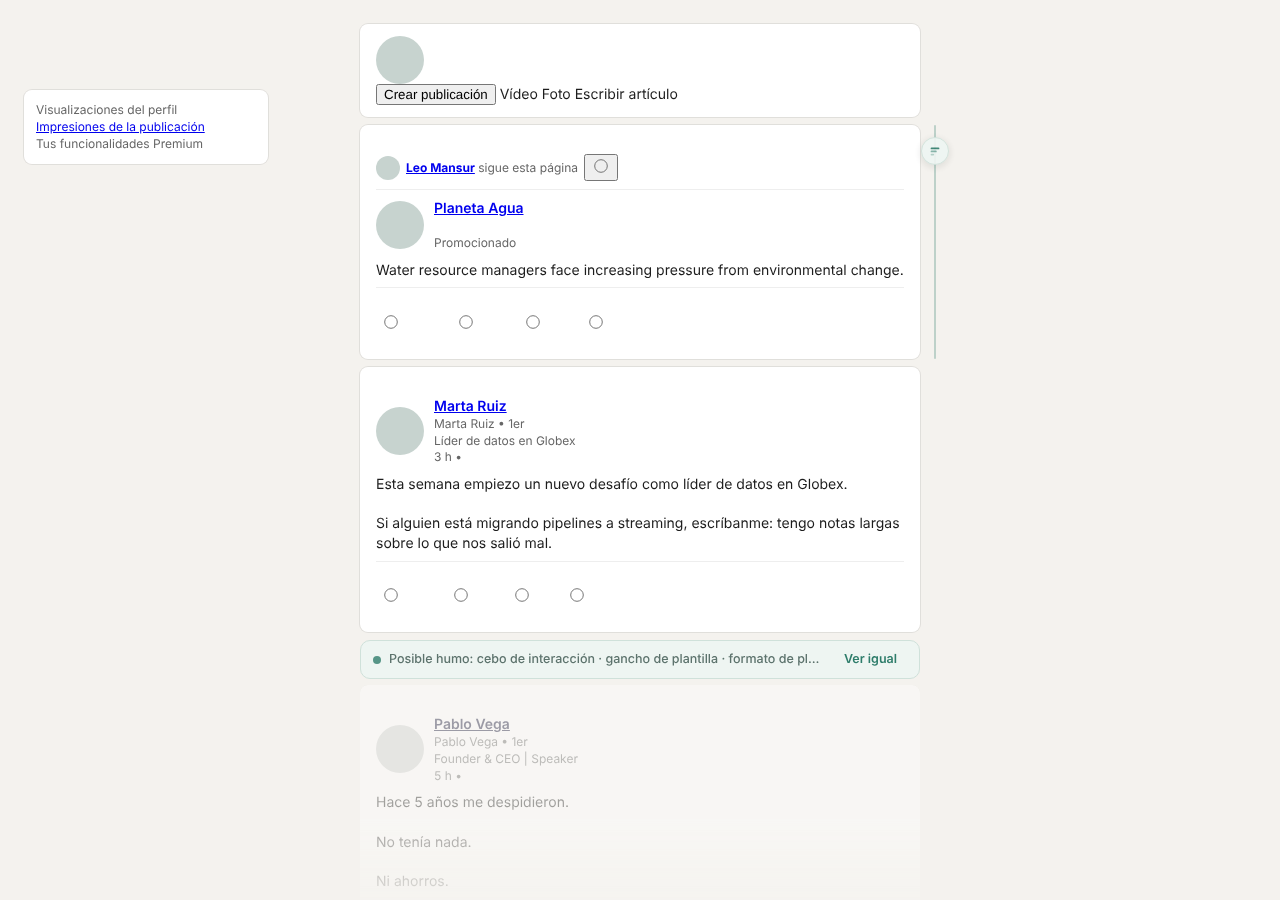 Crear publicación Vídeo Foto Escribir artículo
Visualizaciones del perfil
Impresiones de la publicación
Tus funcionalidades Premium
Leo Mansur sigue esta página
Planeta Agua
Promocionado
Water resource managers face increasing pressure from environmental change.
Marta Ruiz
Marta Ruiz • 1er
Líder de datos en Globex
3 h •
Esta semana empiezo un nuevo desafío como líder de datos en Globex.
Si alguien está migrando pipelines a streaming, escríbanme: tengo notas largas
sobre lo que nos salió mal.
Posible humo: cebo de interacción · gancho de plantilla · formato de pl... Ver igual
Pablo Vega
Pablo Vega • 1er
Founder & CEO | Speaker
5 h •
Hace 5 años me despidieron.
No tenía nada.
Ni ahorros.